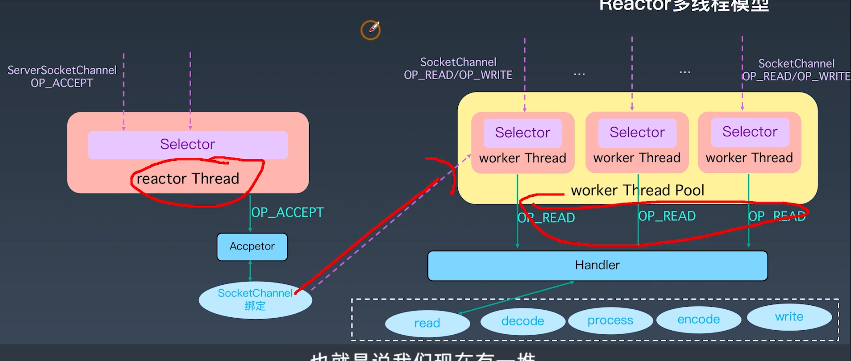 Reactor多线程模型
ServerSocketChannel
OP_ACCEPT
SocketChannel
OP_READ/OP_WRITE
...
...
SocketChannel
OP_READ/OP_WRITE
Selector
reactor Thread
Selector
worker Thread
Selector
worker Thread
Selector
worker Thread
worker Thread Pool
OP_ACCEPT
OP_READ
OP_READ
OP_READ
Accpetor
Handler
SocketChannel
绑定
read
decode
process
encode
write
也就是说我们现在有一堆